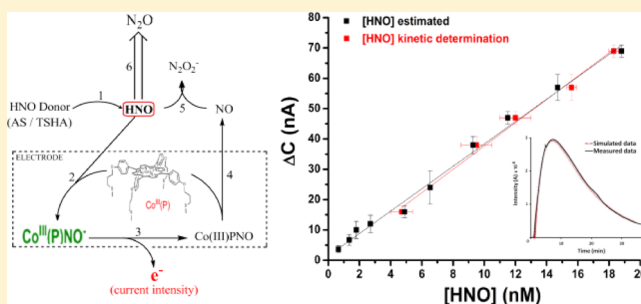 N₂O
6
N₂O₂⁻
HNO Donor
(AS / TSHA)
1
HNO
5
NO
ELECTRODE
2
Coᴵᴵᴵ(P)
4
Coᴵᴵᴵ(P)NO⁻
3
Co(III)PNO
e⁻
(current intensity)
[HNO] estimated
[HNO] kinetic determination
ΔC (nA)
80
70
60
50
40
30
20
10
0
0 2 4 6 8 10 12 14 16 18 20
[HNO] (nM)
Simulated data
Measured data
Time (min)